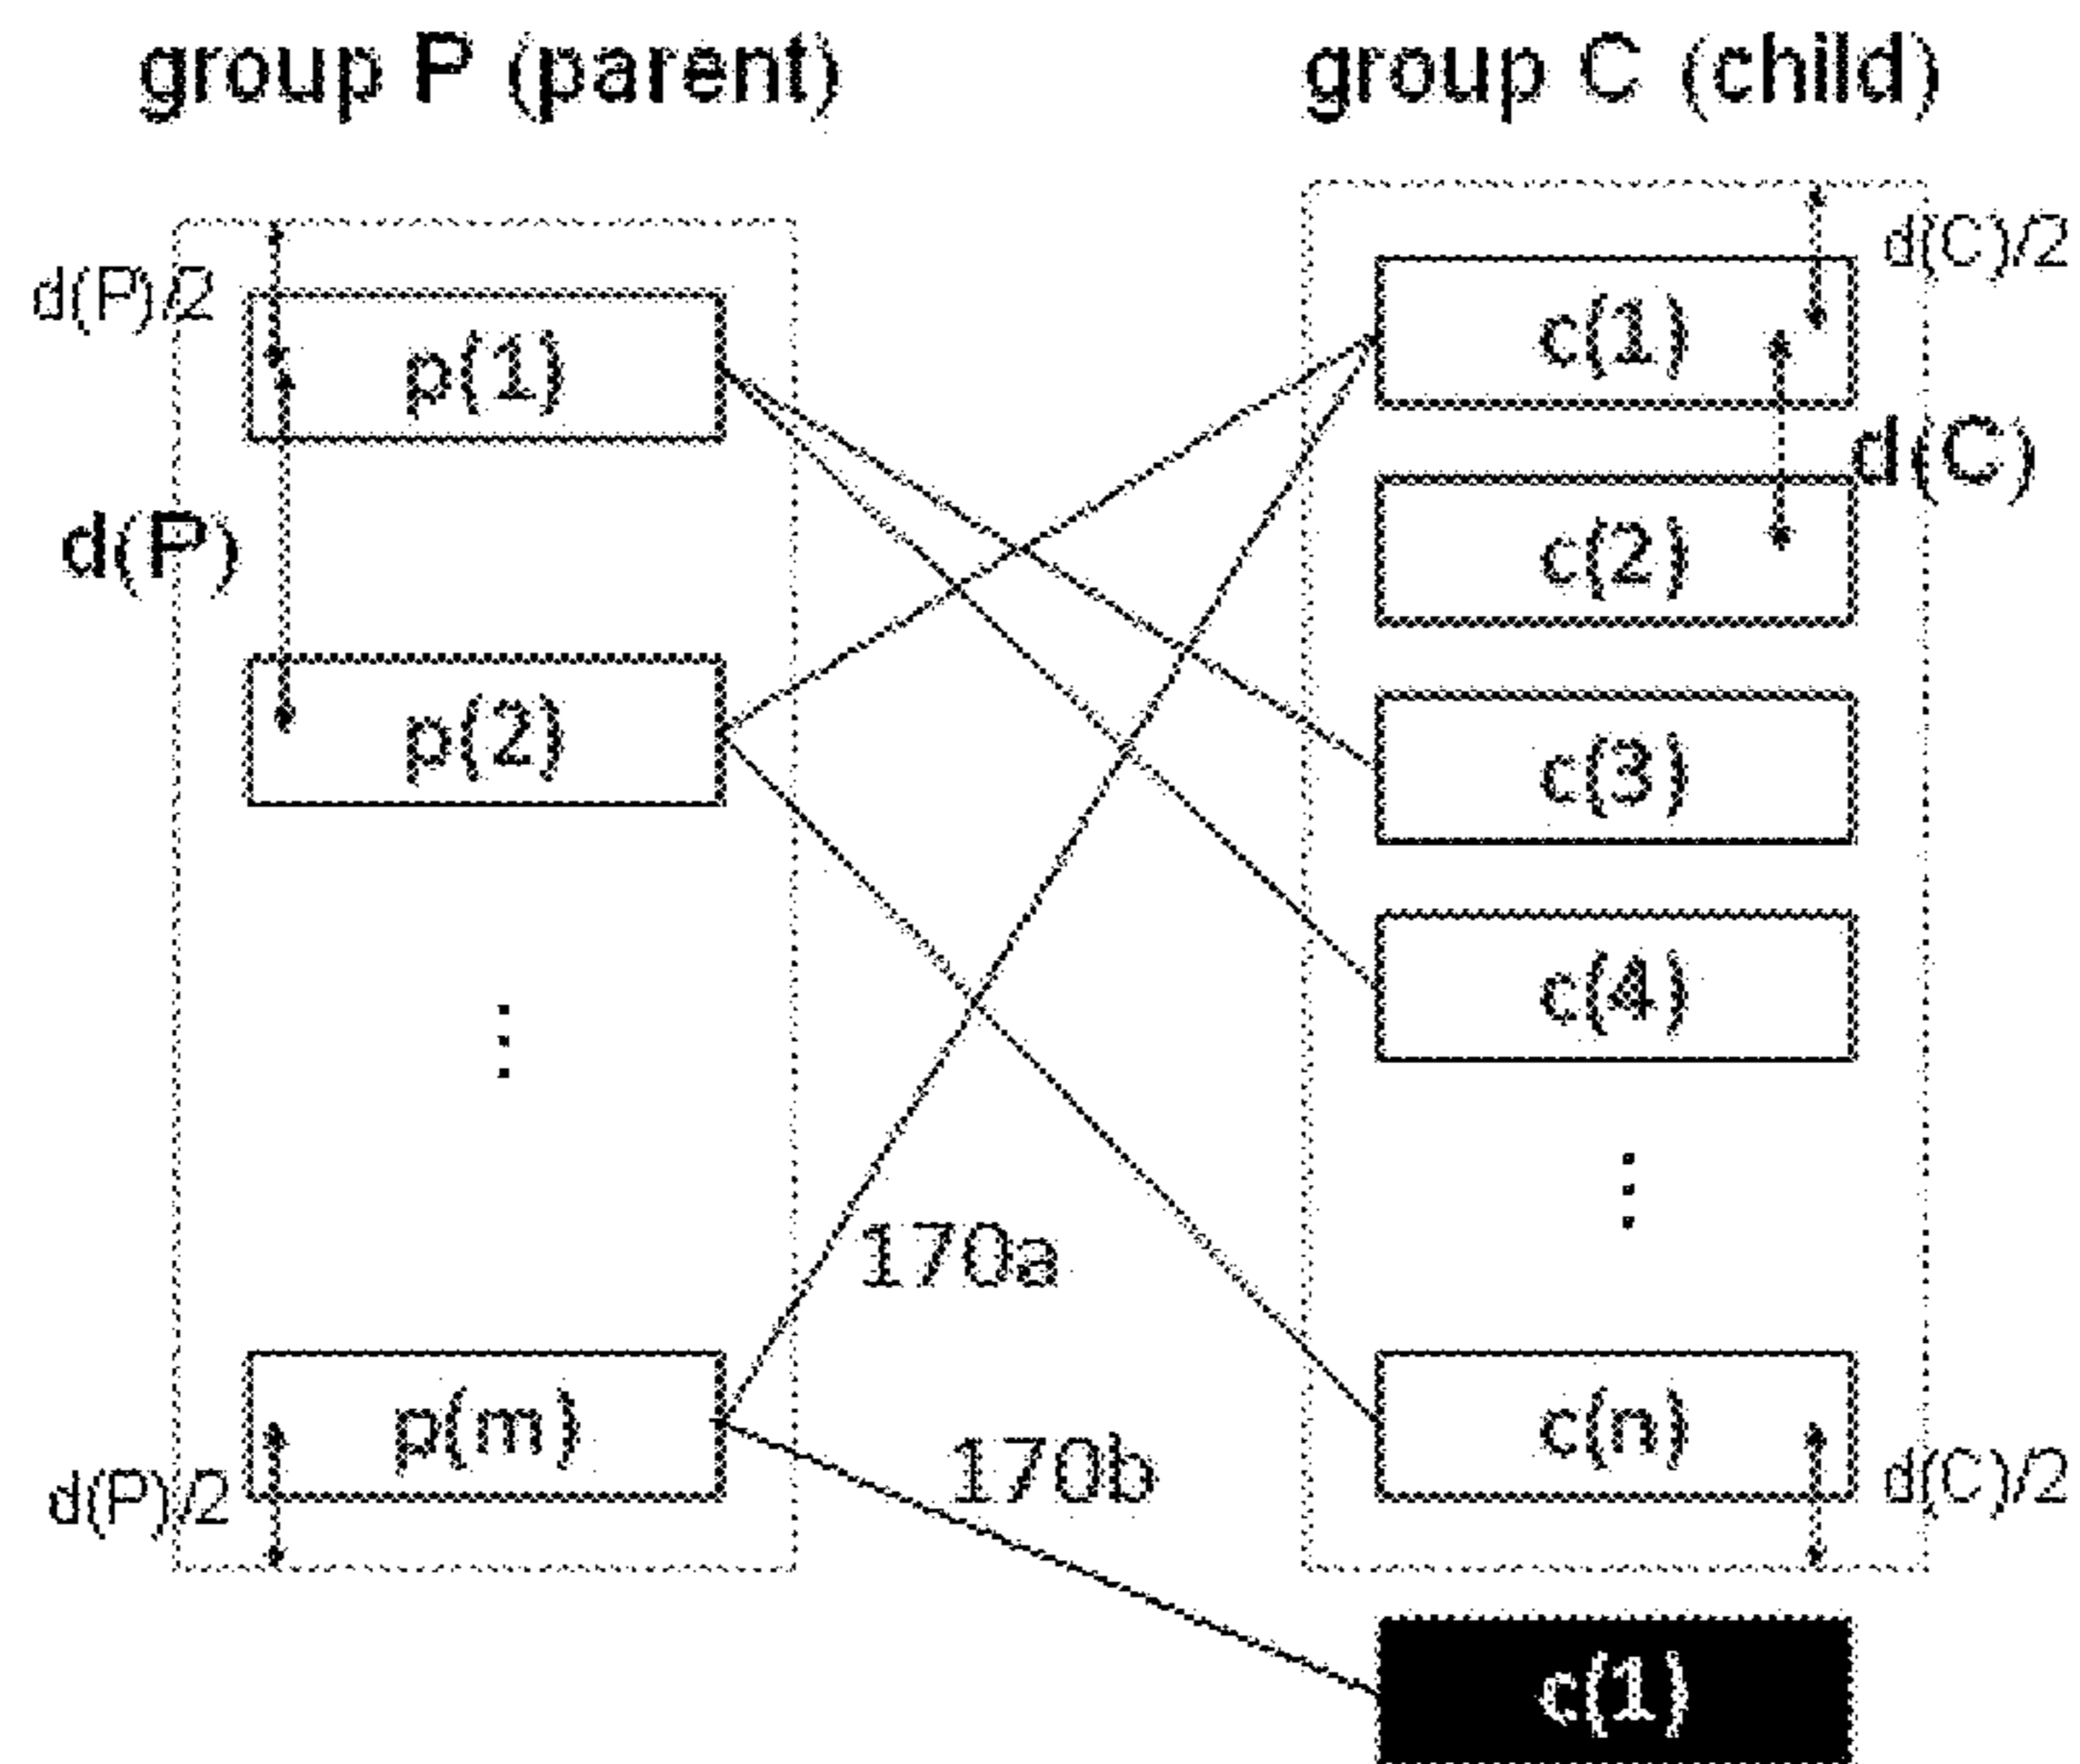 group P (parent)
group C (child)
d(P)/2
p(1)
d(P)
p(2)
⋮
p(m)
d(P)/2
c(1)
d(C)/2
d(C)
c(2)
c(3)
c(4)
⋮
c(n)
d(C)/2
c(1)
170a
170b